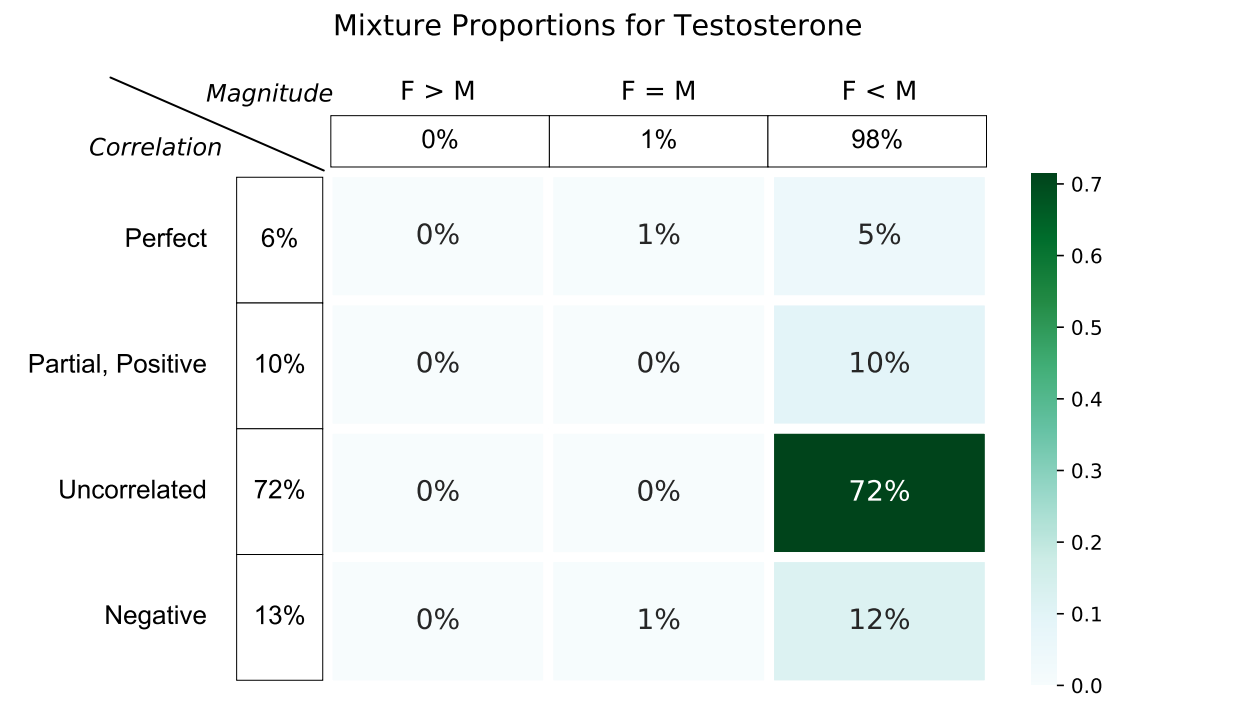 Mixture Proportions for Testosterone
Magnitude F > M F = M F < M
Correlation 0% 1% 98%
Perfect 6% 0% 1% 5%
Partial, Positive 10% 0% 0% 10%
Uncorrelated 72% 0% 0% 72%
Negative 13% 0% 1% 12%
0.7
0.6
0.5
0.4
0.3
0.2
0.1
0.0